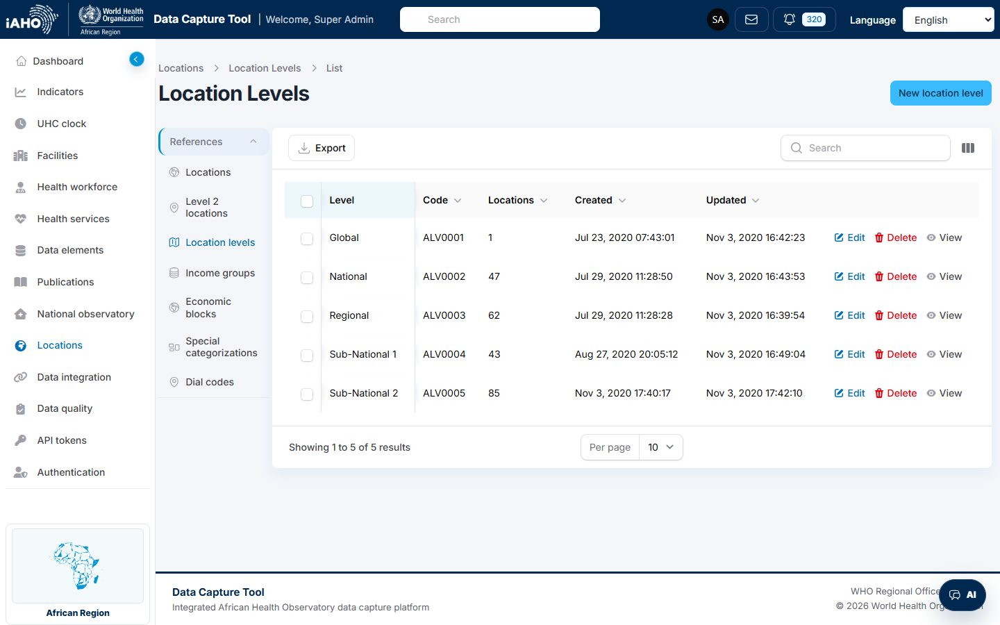 iAHO
World Health
Organization
African Region
Data Capture Tool | Welcome, Super Admin
Search
SA
320
Language
English
Dashboard
Indicators
UHC clock
Facilities
Health workforce
Health services
Data elements
Publications
National observatory
Locations
Data integration
Data quality
API tokens
Authentication
African Region
Locations > Location Levels > List
Location Levels
New location level
References
Locations
Level 2
locations
Location levels
Income groups
Economic
blocks
Special
categorizations
Dial codes
Export
Search
Level Code Locations Created Updated
Global ALV0001 1 Jul 23, 2020 07:43:01 Nov 3, 2020 16:42:23 Edit Delete View
National ALV0002 47 Jul 29, 2020 11:28:50 Nov 3, 2020 16:43:53 Edit Delete View
Regional ALV0003 62 Jul 29, 2020 11:28:28 Nov 3, 2020 16:39:54 Edit Delete View
Sub-National 1 ALV0004 43 Aug 27, 2020 20:05:12 Nov 3, 2020 16:49:04 Edit Delete View
Sub-National 2 ALV0005 85 Nov 3, 2020 17:40:17 Nov 3, 2020 17:42:10 Edit Delete View
Showing 1 to 5 of 5 results
Per page 10
Data Capture Tool
Integrated African Health Observatory data capture platform
WHO Regional Office
© 2026 World Health
AI